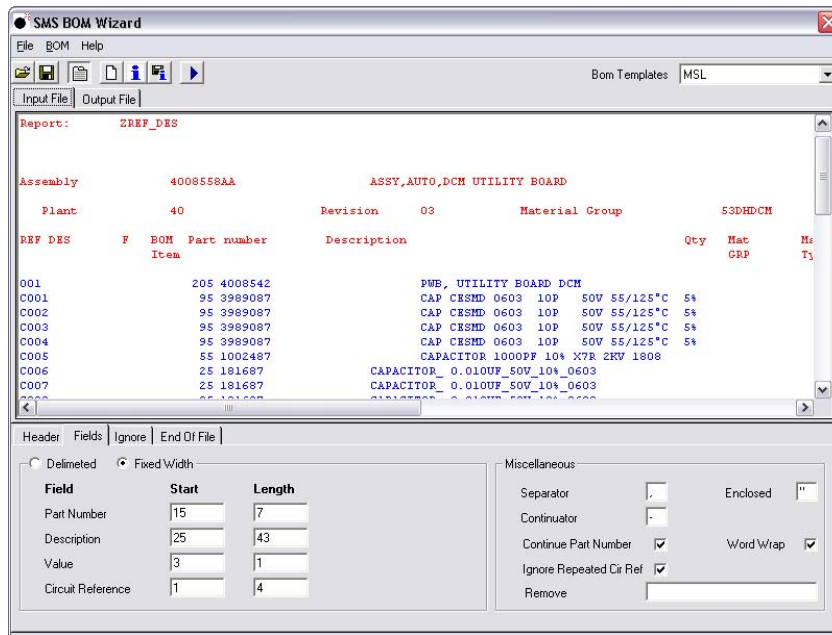 SMS BOM Wizard
File BOM Help
Bom Templates MSL
Input File Output File
Report: ZREF_DES
Assembly 4008558AA ASSY,AUTO,DCM UTILITY BOARD
Plant 40 Revision 03 Material Group 53DHDCM
REF DES F BOM Part number Description Qty Mat Ma
Item GRP Ty
001 205 4008542 PWB, UTILITY BOARD DCM
C001 95 3989087 CAP CESMD 0603 10P 50V 55/125°C 5%
C002 95 3989087 CAP CESMD 0603 10P 50V 55/125°C 5%
C003 95 3989087 CAP CESMD 0603 10P 50V 55/125°C 5%
C004 95 3989087 CAP CESMD 0603 10P 50V 55/125°C 5%
C005 55 1002487 CAPACITOR 1000PF 10% X7R 2KV 1808
C006 25 181687 CAPACITOR_ 0.010UF_50V_10%_0603
C007 25 181687 CAPACITOR_ 0.010UF_50V_10%_0603
Header Fields Ignore End Of File
Delimeted Fixed Width Miscellaneous
Field Start Length Separator , Enclosed "
Part Number 15 7 Continuator -
Description 25 43 Continue Part Number Word Wrap
Value 3 1 Ignore Repeated Cir Ref
Circuit Reference 1 4 Remove